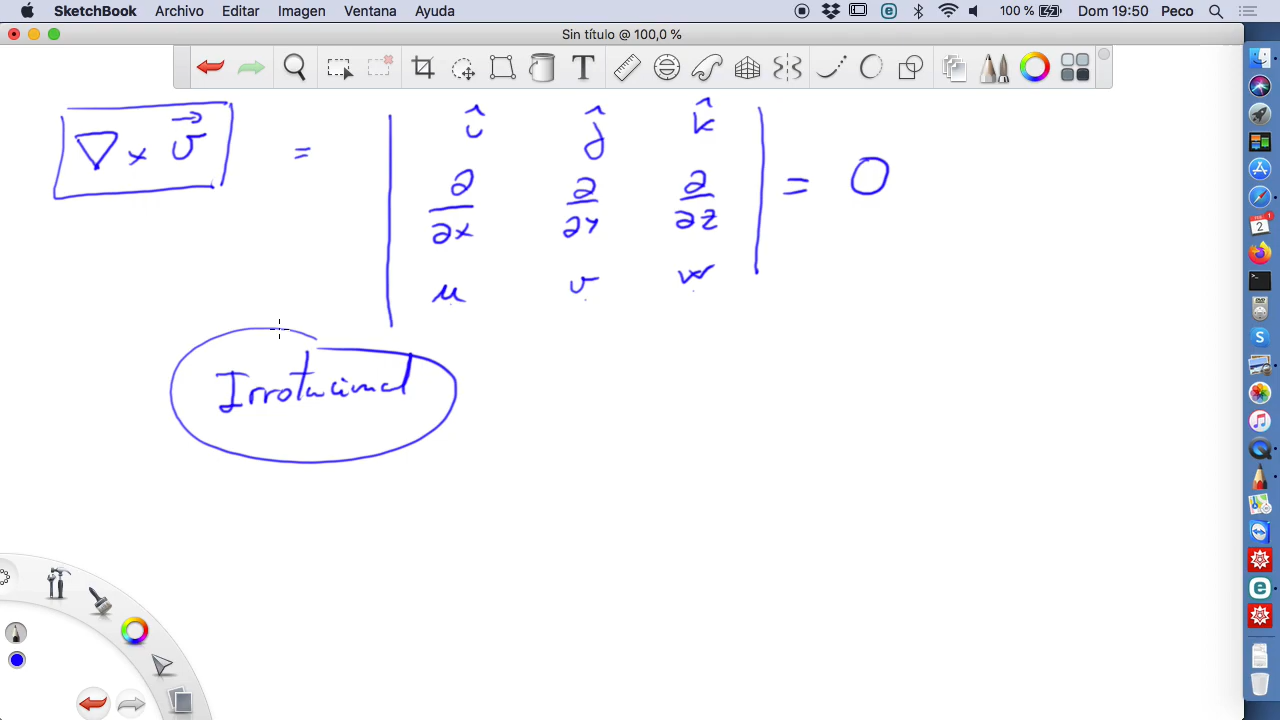 SketchBook Archivo Editar Imagen Ventana Ayuda 100 % Dom 19:50 Peco
Sin título @ 100,0 %
∇ × v⃗ = | î ĵ k̂ | = 0
∂/∂x ∂/∂y ∂/∂z
u v w
Irrotacional